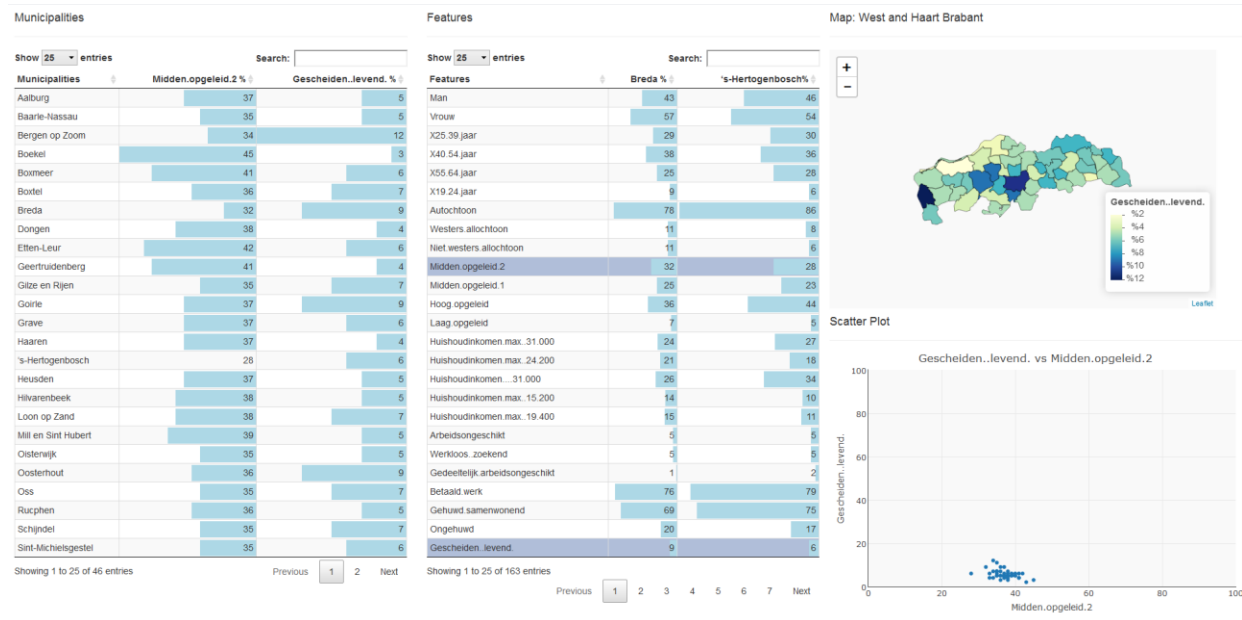 Municipalities
Show 25 entries
Search:
Municipalities Midden.opgeleid.2 % Gescheiden..levend. %
Aalburg 37 5
Baarle-Nassau 35 5
Bergen op Zoom 34 12
Boekel 45 3
Boxmeer 41 6
Boxtel 36 7
Breda 32 9
Dongen 38 4
Etten-Leur 42 6
Geertruidenberg 41 4
Gilze en Rijen 35 7
Goirle 37 9
Grave 37 6
Haaren 37 4
's-Hertogenbosch 28 6
Heusden 37 5
Hilvarenbeek 38 5
Loon op Zand 38 7
Mill en Sint Hubert 39 5
Oisterwijk 35 5
Oosterhout 36 9
Oss 35 7
Rucphen 36 5
Schijndel 35 7
Sint-Michielsgestel 35 6
Showing 1 to 25 of 46 entries
Previous 1 2 Next
Features
Show 25 entries
Search:
Features Breda % 's-Hertogenbosch%
Man 43 46
Vrouw 57 54
X25.39.jaar 29 30
X40.54.jaar 38 36
X55.64.jaar 25 28
X19.24.jaar 9 6
Autochtoon 78 86
Westers.allochtoon 11 8
Niet.westers.allochtoon 11 6
Midden.opgeleid.2 32 28
Midden.opgeleid.1 25 23
Hoog.opgeleid 36 44
Laag.opgeleid 7 5
Huishoudinkomen.max..31.000 24 27
Huishoudinkomen.max..24.200 21 18
Huishoudinkomen....31.000 26 34
Huishoudinkomen.max..15.200 14 10
Huishoudinkomen.max..19.400 15 11
Arbeidsongeschikt 5 5
Werkloos..zoekend 5 5
Gedeeltelijk.arbeidsongeschikt 1 2
Betaald.werk 76 79
Gehuwd.samenwonend 69 75
Ongehuwd 20 17
Gescheiden..levend. 9 6
Showing 1 to 25 of 163 entries
Previous 1 2 3 4 5 6 7 Next
Map: West and Haart Brabant
+
−
Gescheiden..levend.
%2
%4
%6
%8
%10
%12
Leaflet
Scatter Plot
Gescheiden..levend. vs Midden.opgeleid.2
100
80
60
40
20
0
Gescheiden..levend.
0 20 40 60 80 100
Midden.opgeleid.2